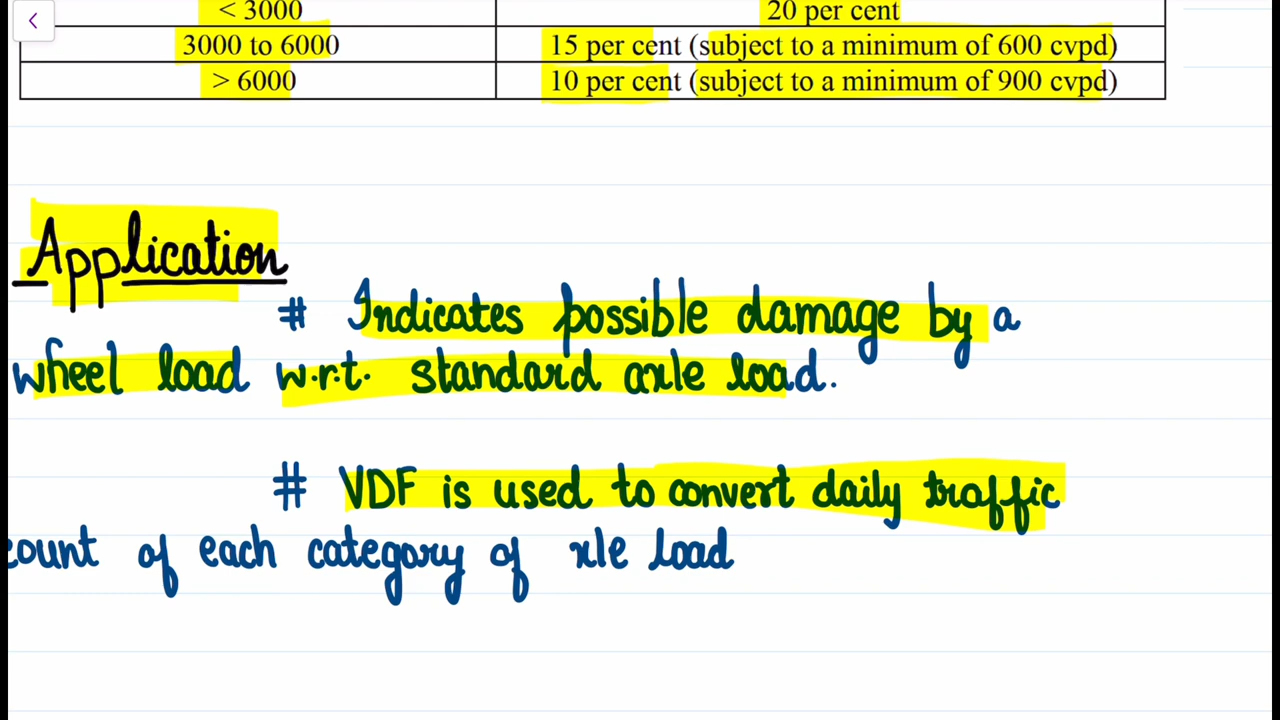 < 3000 20 per cent
3000 to 6000 15 per cent (subject to a minimum of 600 cvpd)
> 6000 10 per cent (subject to a minimum of 900 cvpd)
Application
# Indicates possible damage by a
wheel load w.r.t. standard axle load.
# VDF is used to convert daily traffic
count of each category of xle load